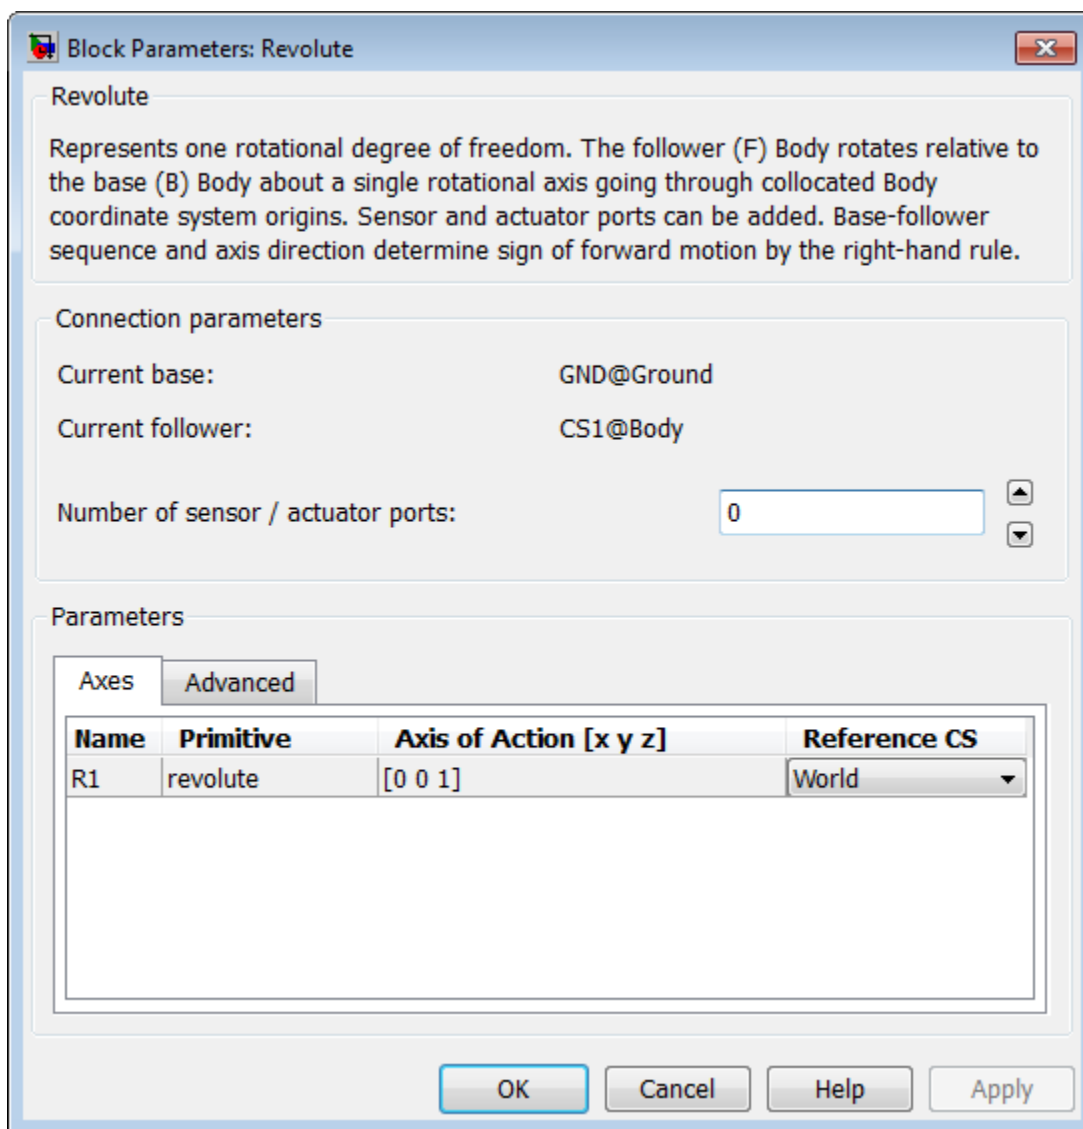 Block Parameters: Revolute
Revolute
Represents one rotational degree of freedom. The follower (F) Body rotates relative to
the base (B) Body about a single rotational axis going through collocated Body
coordinate system origins. Sensor and actuator ports can be added. Base-follower
sequence and axis direction determine sign of forward motion by the right-hand rule.
Connection parameters
Current base: GND@Ground
Current follower: CS1@Body
Number of sensor / actuator ports: 0
Parameters
Axes Advanced
Name Primitive Axis of Action [x y z] Reference CS
R1 revolute [0 0 1] World
OK Cancel Help Apply